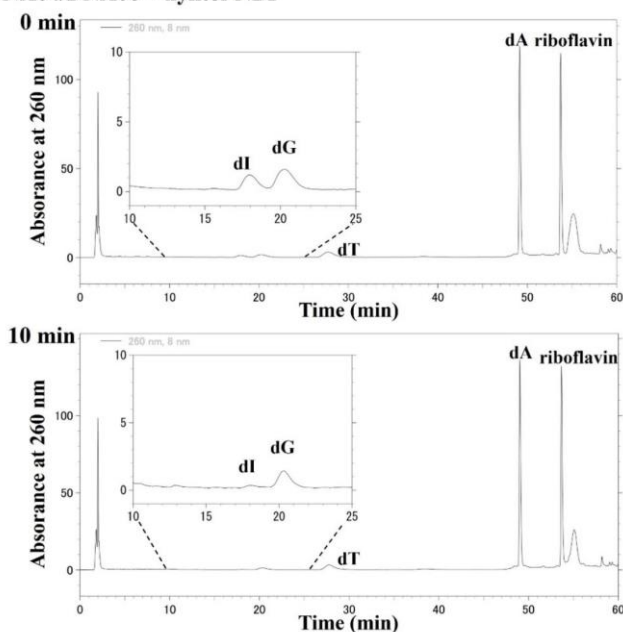 0 min
260 nm, 8 nm
dA riboflavin
Absorance at 260 nm
100
50
0
10
5
0
dI
dG
10 15 20 25
dT
0 10 20 30 40 50 60
Time (min)
10 min
260 nm, 8 nm
dA riboflavin
Absorance at 260 nm
100
50
0
10
5
0
dI
dG
10 15 20 25
dT
0 10 20 30 40 50 60
Time (min)